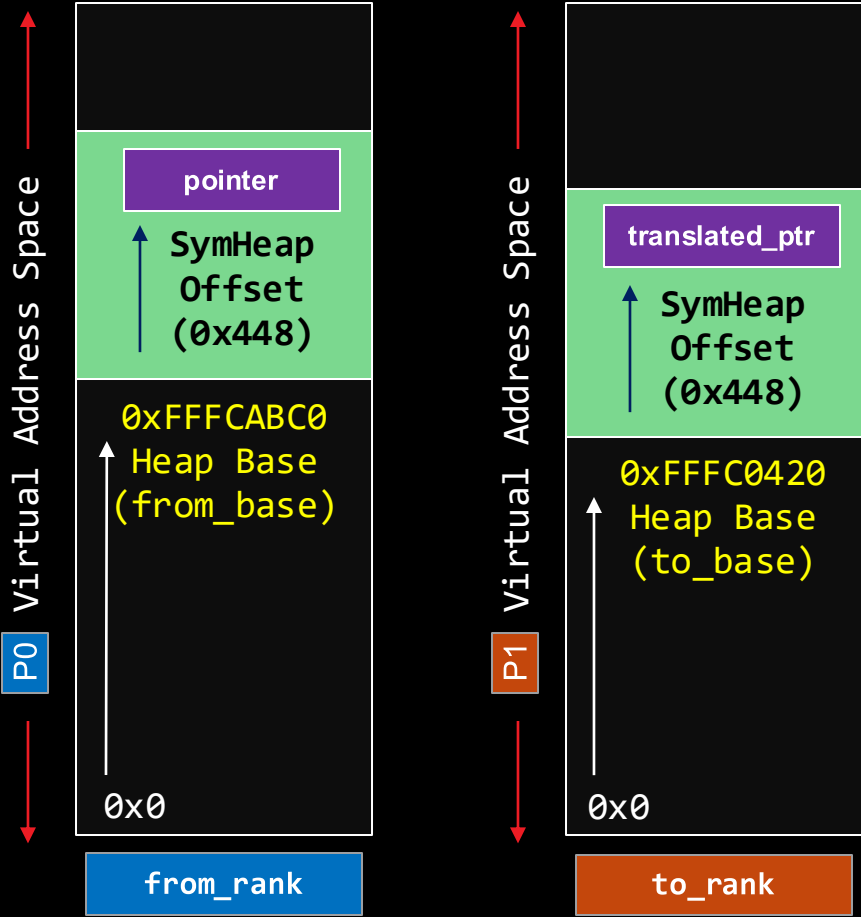 P0 Virtual Address Space
pointer
SymHeap
Offset
(0x448)
0xFFFCABC0
Heap Base
(from_base)
0x0
from_rank
P1 Virtual Address Space
translated_ptr
SymHeap
Offset
(0x448)
0xFFFC0420
Heap Base
(to_base)
0x0
to_rank